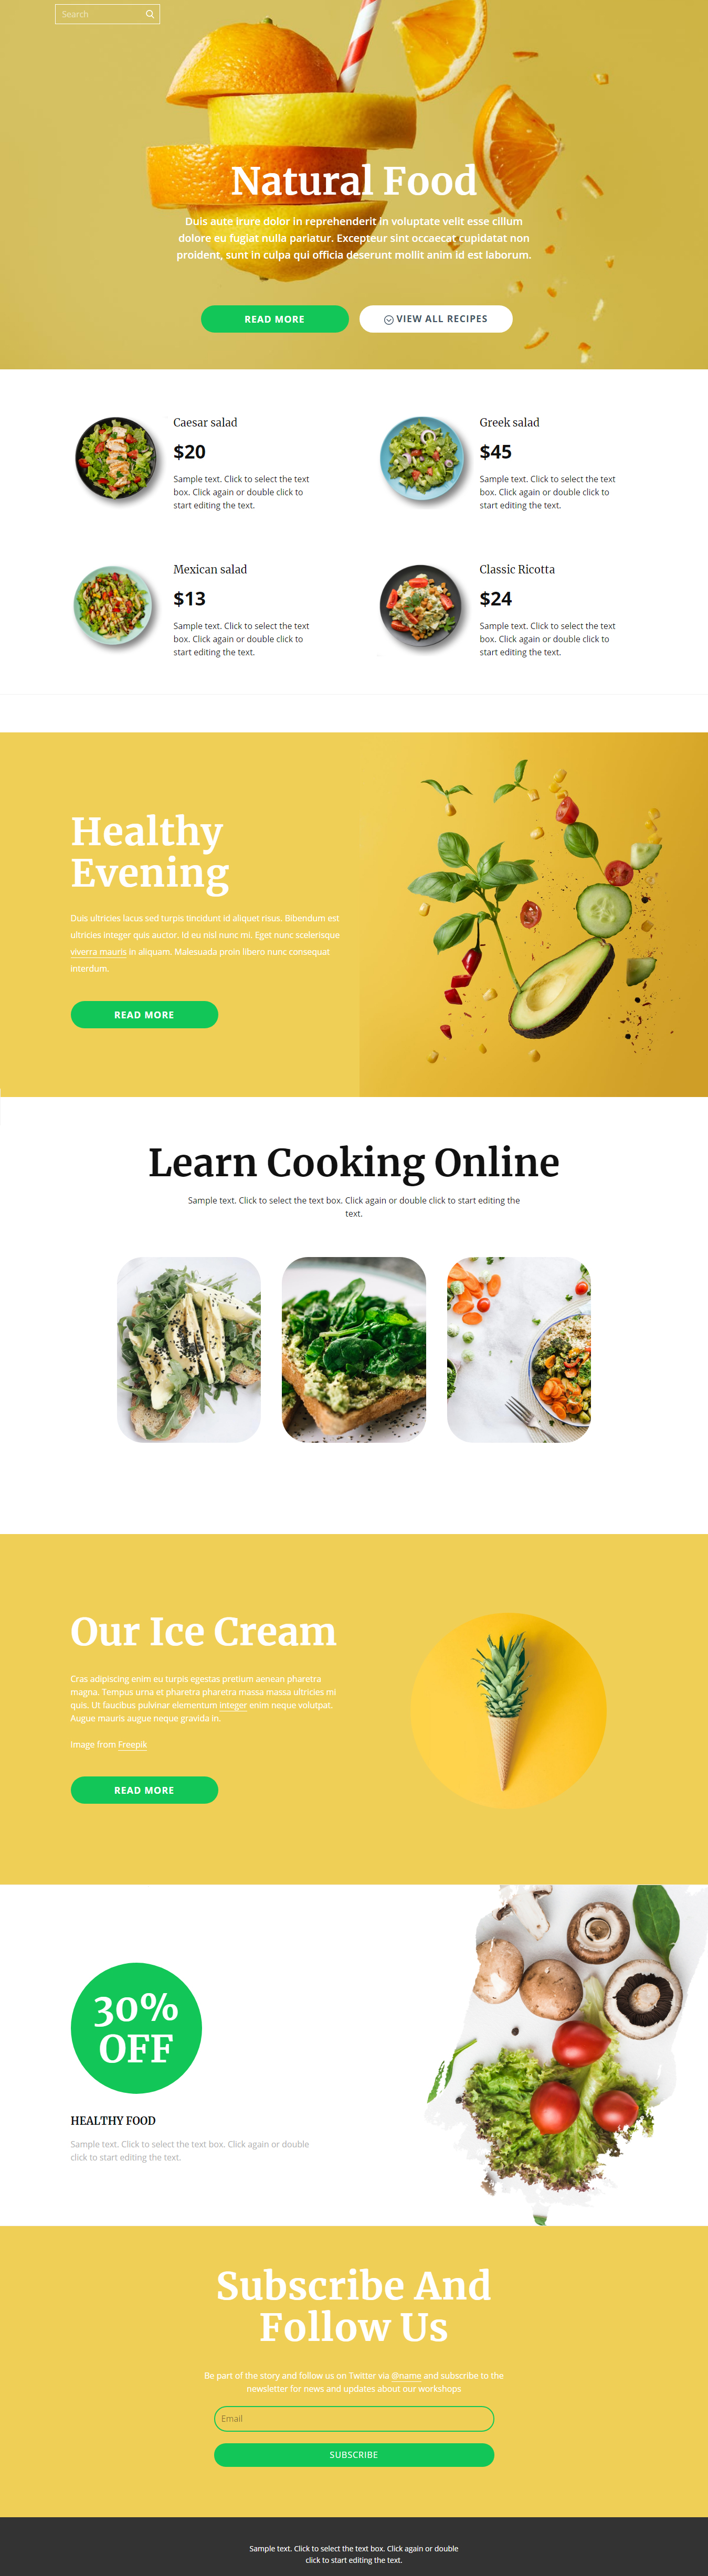 Search
Natural Food
Duis aute irure dolor in reprehenderit in voluptate velit esse cillum
dolore eu fugiat nulla pariatur. Excepteur sint occaecat cupidatat non
proident, sunt in culpa qui officia deserunt mollit anim id est laborum.
READ MORE
VIEW ALL RECIPES
Caesar salad
$20
Sample text. Click to select the text
box. Click again or double click to
start editing the text.
Greek salad
$45
Sample text. Click to select the text
box. Click again or double click to
start editing the text.
Mexican salad
$13
Sample text. Click to select the text
box. Click again or double click to
start editing the text.
Classic Ricotta
$24
Sample text. Click to select the text
box. Click again or double click to
start editing the text.
Healthy
Evening
Duis ultricies lacus sed turpis tincidunt id aliquet risus. Bibendum est
ultricies integer quis auctor. Id eu nisl nunc mi. Eget nunc scelerisque
viverra mauris in aliquam. Malesuada proin libero nunc consequat
interdum.
READ MORE
Learn Cooking Online
Sample text. Click to select the text box. Click again or double click to start editing the
text.
Our Ice Cream
Cras adipiscing enim eu turpis egestas pretium aenean pharetra
magna. Tempus urna et pharetra pharetra massa massa ultricies mi
quis. Ut faucibus pulvinar elementum integer enim neque volutpat.
Augue mauris augue neque gravida in.
Image from Freepik
READ MORE
30%
OFF
HEALTHY FOOD
Sample text. Click to select the text box. Click again or double
click to start editing the text.
Subscribe And
Follow Us
Be part of the story and follow us on Twitter via @name and subscribe to the
newsletter for news and updates about our workshops
Email
SUBSCRIBE
Sample text. Click to select the text box. Click again or double
click to start editing the text.